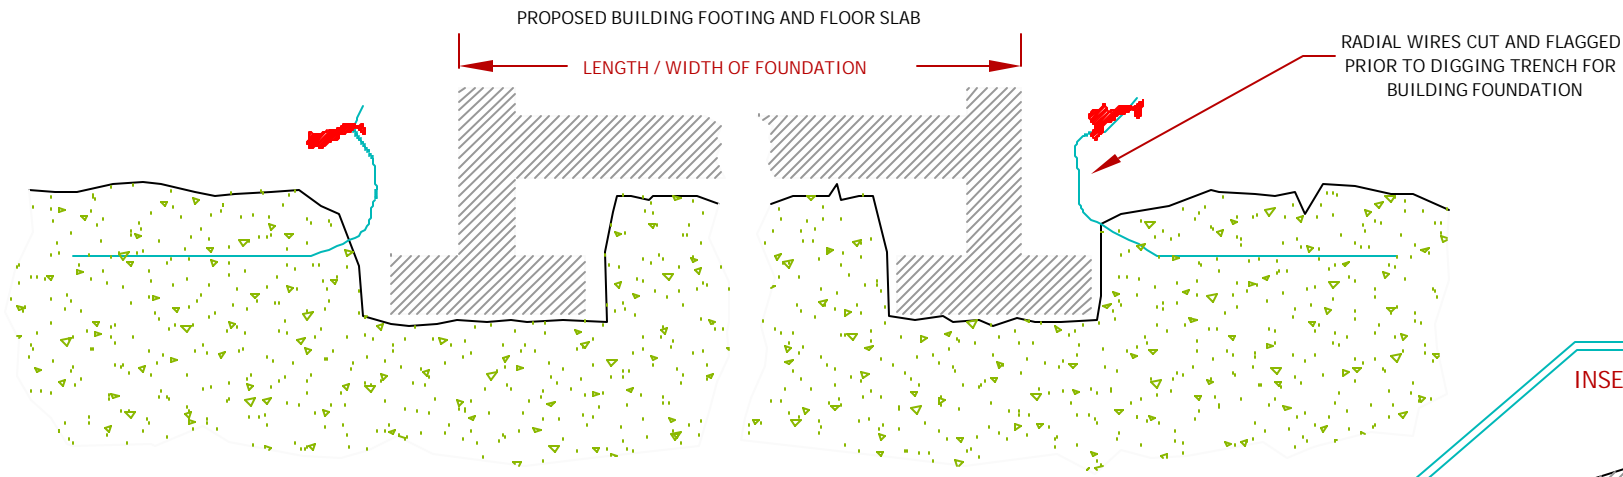 PROPOSED BUILDING FOOTING AND FLOOR SLAB
LENGTH / WIDTH OF FOUNDATION
RADIAL WIRES CUT AND FLAGGED
PRIOR TO DIGGING TRENCH FOR
BUILDING FOUNDATION
INSE